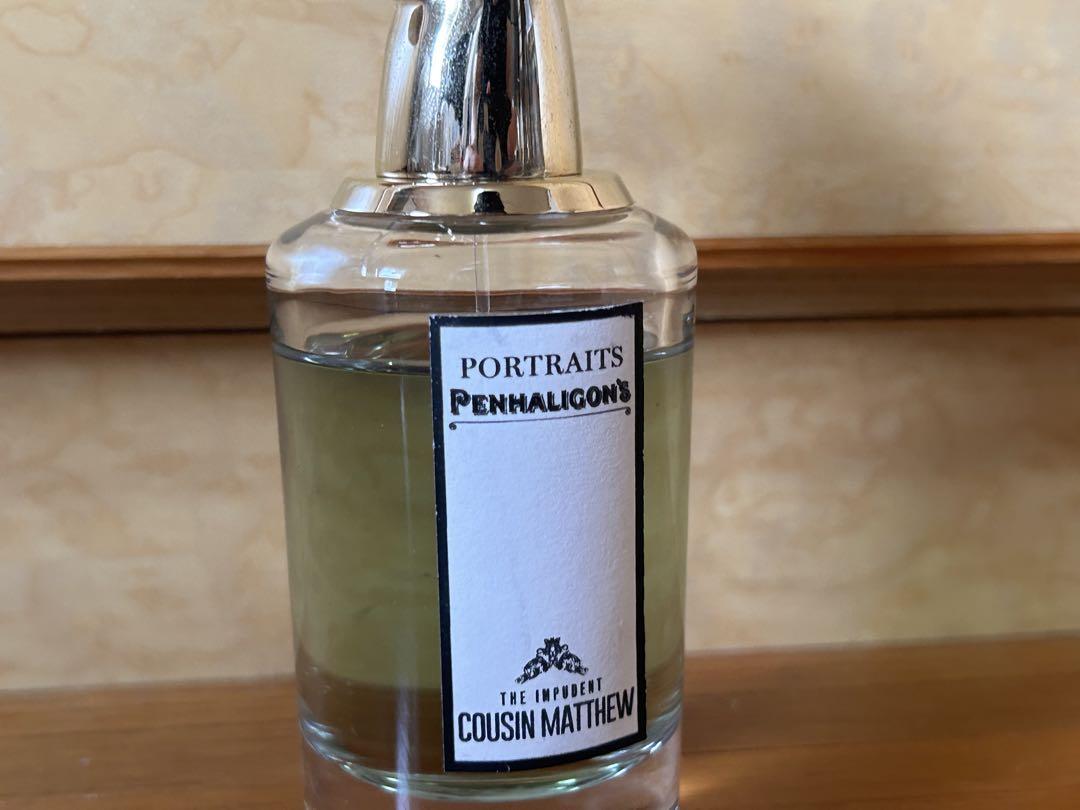 PORTRAITS
PENHALIGON'S
THE IMPUDENT
COUSIN MATTHEW